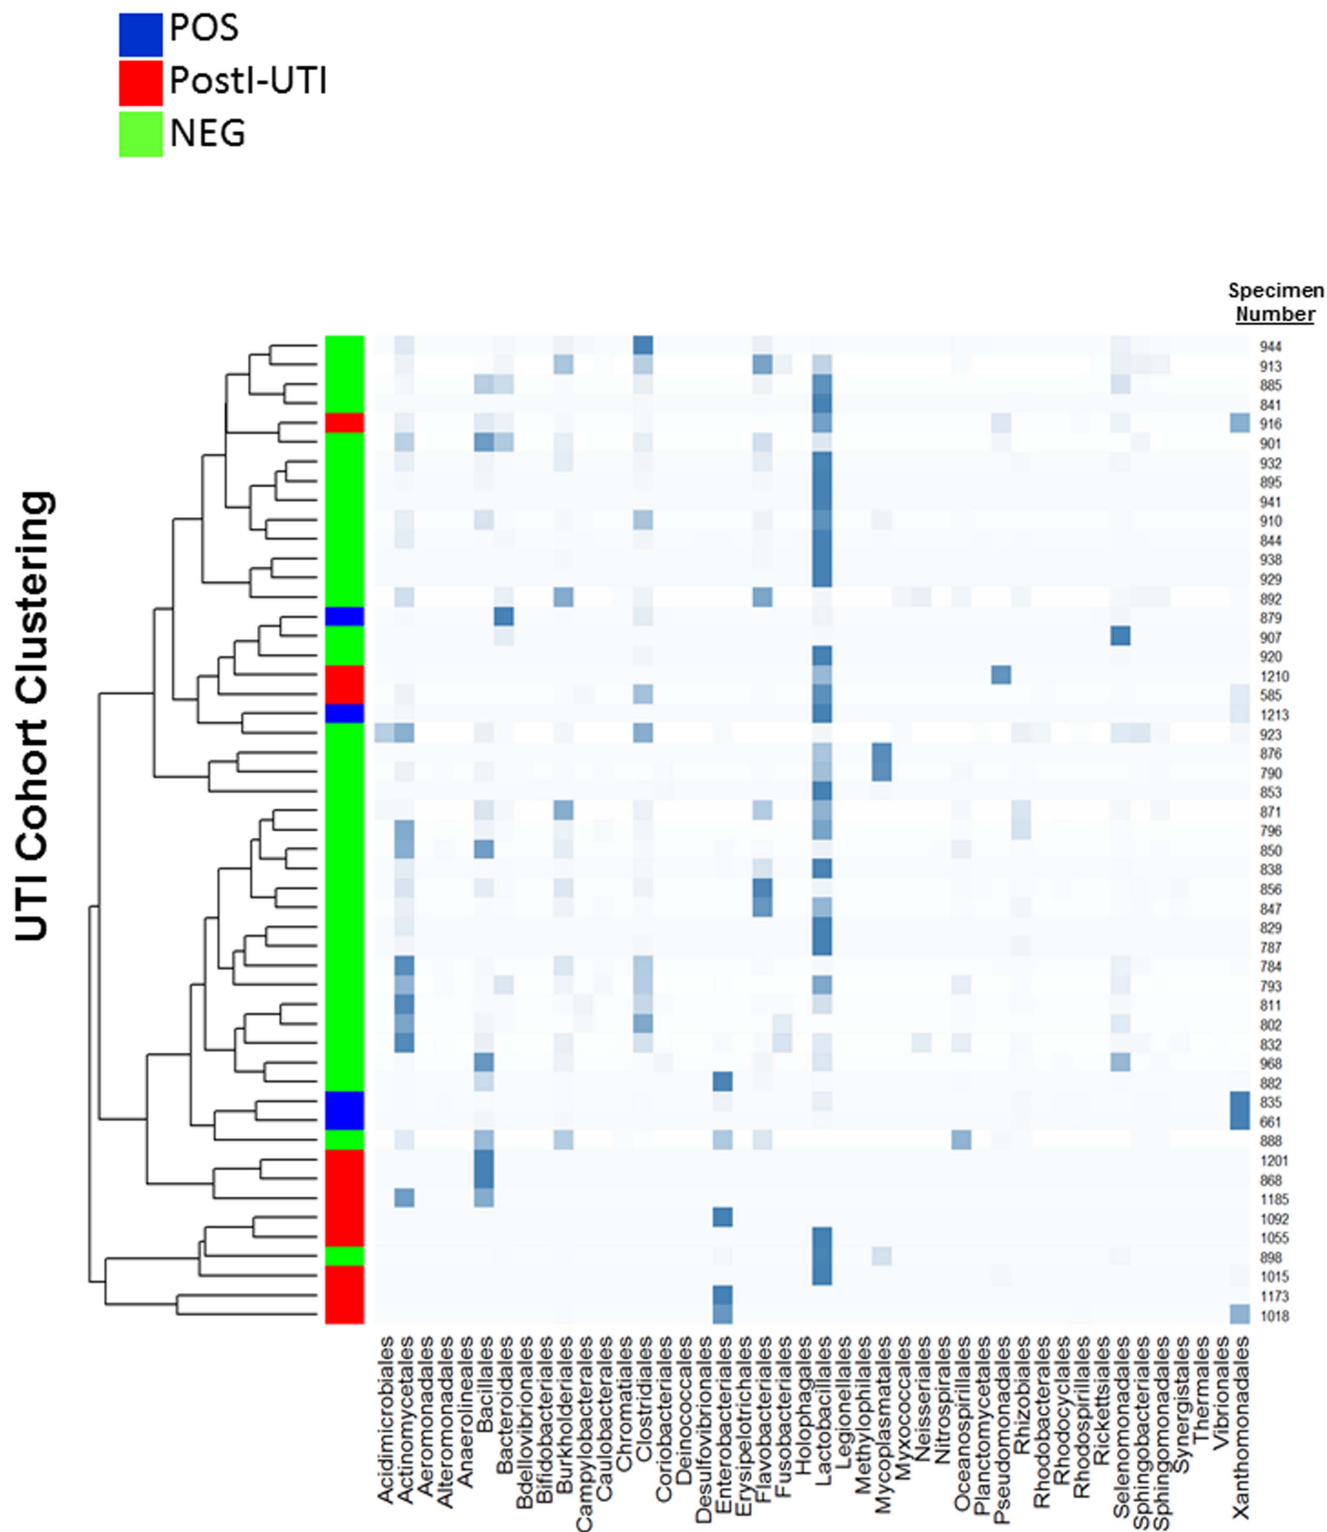 POS
PostI-UTI
NEG
Specimen
Number
UTI Cohort Clustering
944
913
885
841
916
901
932
895
941
910
844
938
929
892
879
907
920
1210
585
1213
923
876
790
853
871
796
850
838
856
847
829
787
784
793
811
802
832
968
882
835
661
888
1201
868
1185
1092
1055
898
1015
1173
1018
Acidimicrobiales
Actinomycetales
Aeromonadales
Alteromonadales
Anaerolineales
Bacillales
Bacteroidales
Bdellovibrionales
Bifidobacteriales
Burkholderiales
Campylobacterales
Caulobacterales
Chromatiales
Clostridiales
Coriobacteriales
Deinococcales
Desulfovibrionales
Enterobacteriales
Erysipelotrichales
Flavobacteriales
Fusobacteriales
Holophagales
Lactobacillales
Legionellales
Methylophilales
Mycoplasmatales
Myxococcales
Neisseriales
Nitrospirales
Oceanospirillales
Planctomycetales
Pseudomonadales
Rhizobiales
Rhodobacterales
Rhodocyclales
Rhodospirillales
Rickettsiales
Selenomonadales
Sphingobacteriales
Sphingomonadales
Synergistales
Thermales
Vibrionales
Xanthomonadales